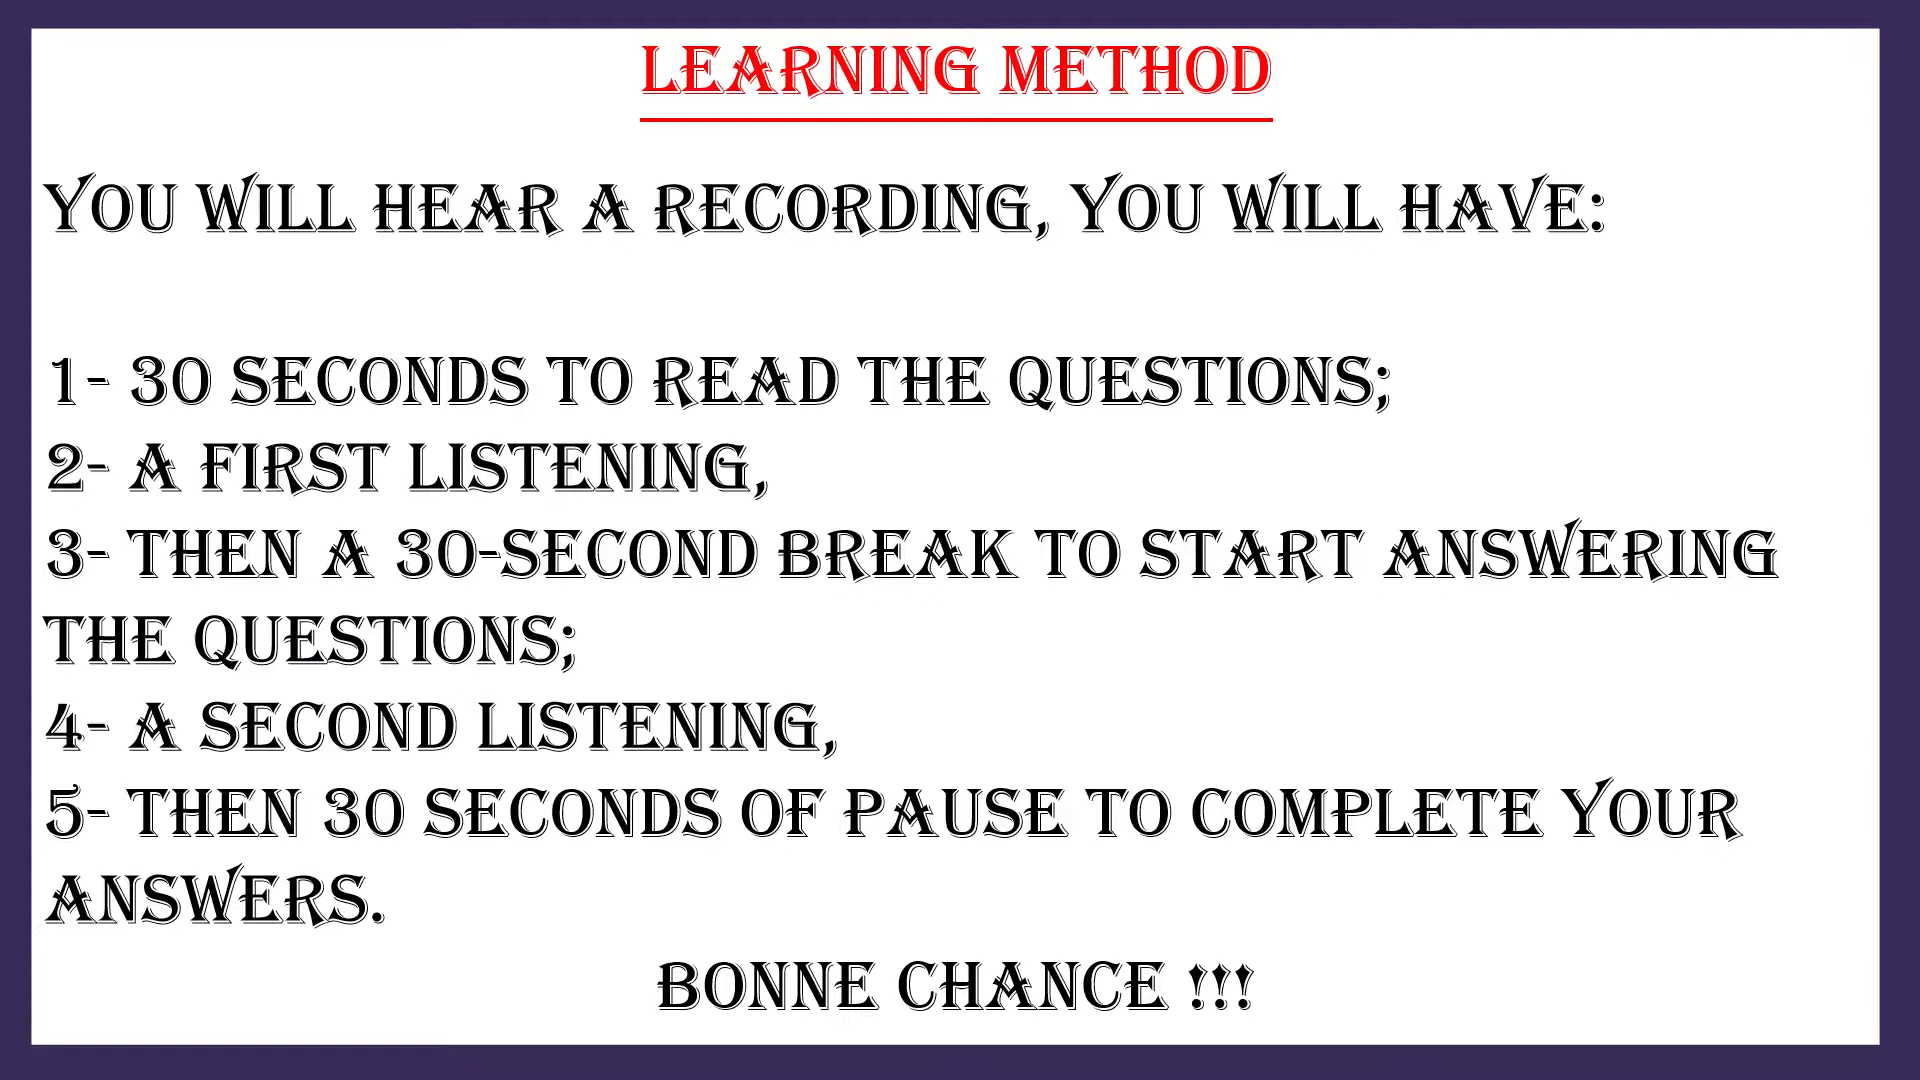 LEARNING METHOD
YOU WILL HEAR A RECORDING, YOU WILL HAVE:
1- 30 SECONDS TO READ THE QUESTIONS;
2- A FIRST LISTENING,
3- THEN A 30-SECOND BREAK TO START ANSWERING
THE QUESTIONS;
4- A SECOND LISTENING,
5- THEN 30 SECONDS OF PAUSE TO COMPLETE YOUR
ANSWERS.
BONNE CHANCE !!!